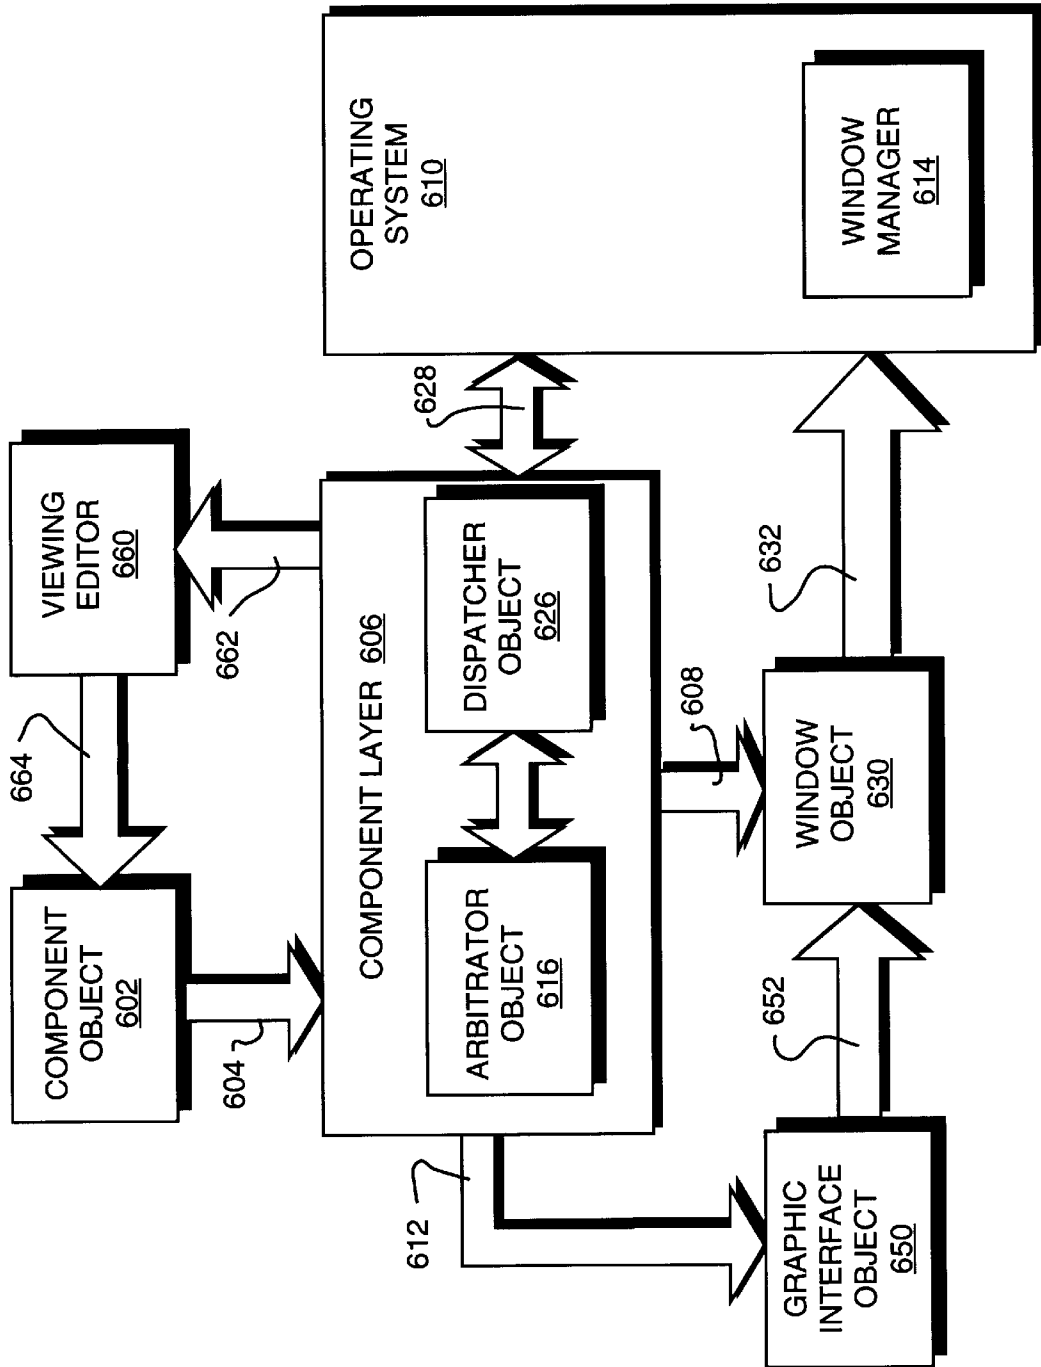 COMPONENT
OBJECT
602
664
VIEWING
EDITOR
660
604
662
COMPONENT LAYER 606
ARBITRATOR
OBJECT
616
DISPATCHER
OBJECT
626
628
OPERATING
SYSTEM
610
WINDOW
MANAGER
614
612
608
GRAPHIC
INTERFACE
OBJECT
650
652
WINDOW
OBJECT
630
632